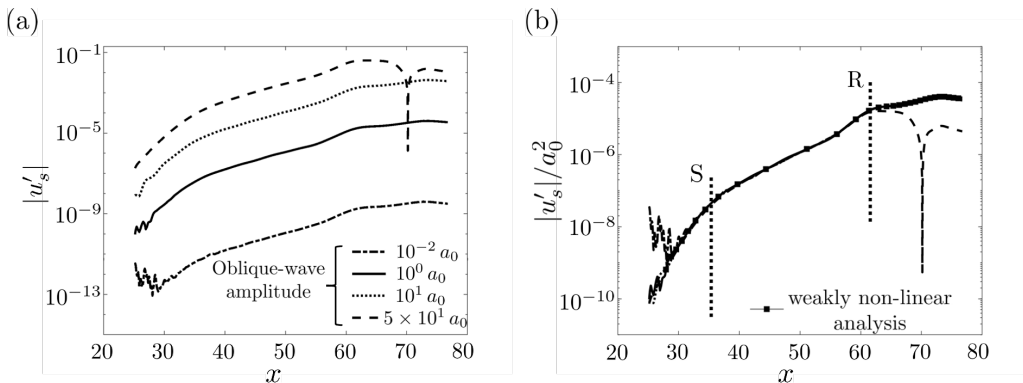 (a)
10^{-1}
10^{-5}
10^{-9}
10^{-13}
|u'_s|
20 30 40 50 60 70 80
x
Oblique-wave
amplitude
10^{-2} a_0
10^0 a_0
10^1 a_0
5 × 10^1 a_0
(b)
10^{-4}
10^{-6}
10^{-8}
10^{-10}
|u'_s|/a_0^2
S
R
weakly non-linear
analysis
20 30 40 50 60 70 80
x